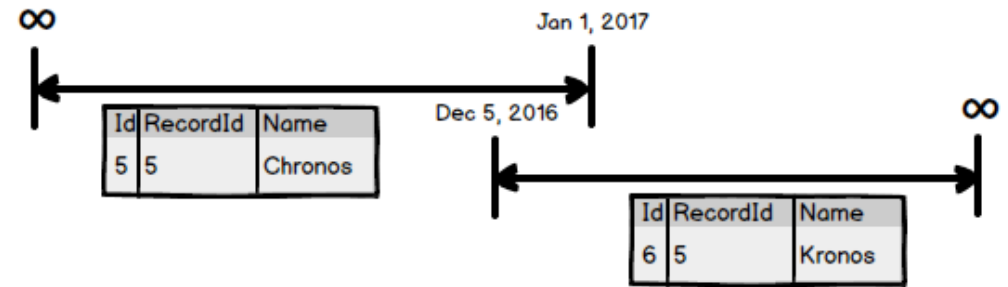 ∞
Jan 1, 2017
Dec 5, 2016
∞
Id RecordId Name
5 5 Chronos
Id RecordId Name
6 5 Kronos